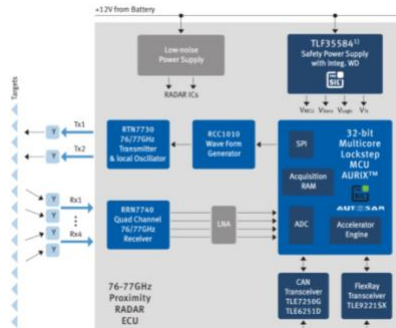 +12V from Battery
Low-noise
Power Supply
RADAR ICs
TLF35584¹⁾
Safety Power Supply
with Integ. WD
SIL
Targets
Tx1
Tx2
RTN7730
76/77GHz
Transmitter
& local Oscillator
RCC1010
Wave Form
Generator
32-bit
Multicore
Lockstep
MCU
AURIX™
SPI
Acquisition
RAM
AUTOSAR
ADC
Accelerator
Engine
Rx1
Rx4
RRN7740
Quad Channel
76/77GHz
Receiver
LNA
76-77GHz
Proximity
RADAR
ECU
CAN
Transceiver
TLE7250G
TLE6251D
FlexRay
Transceiver
TLE9221SX